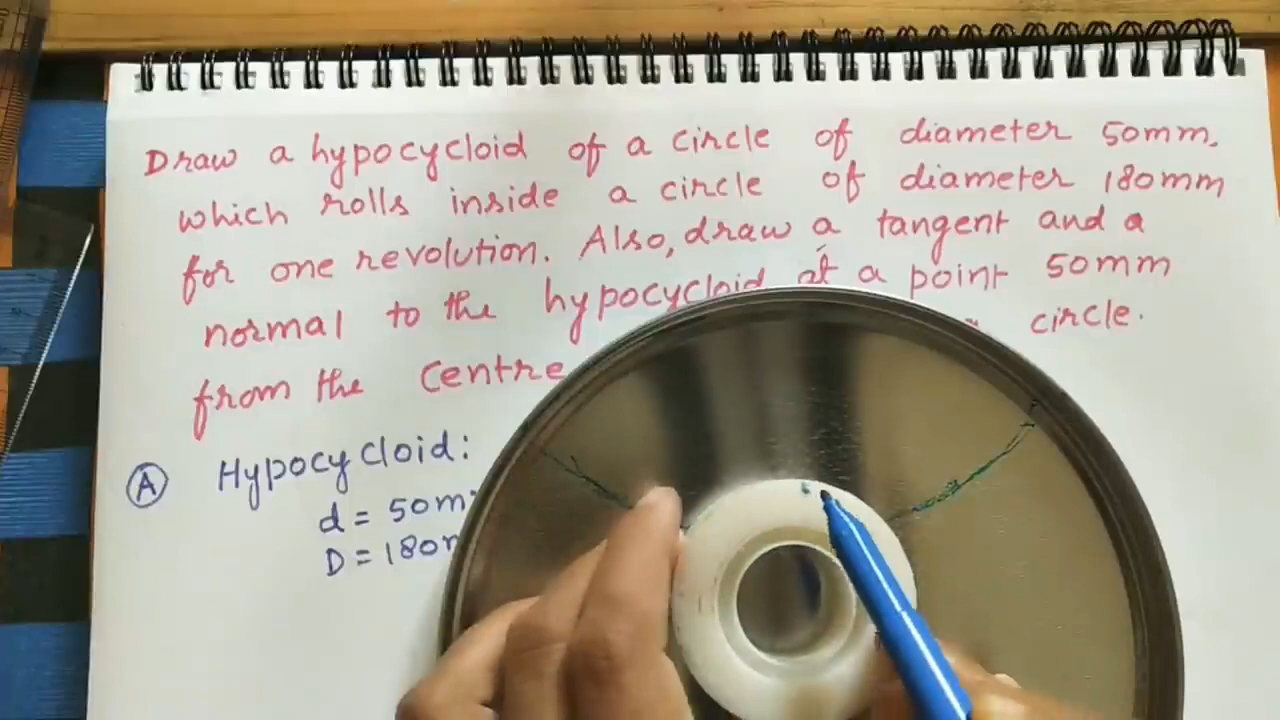 Draw a hypocycloid of a circle of diameter 50mm.
which rolls inside a circle of diameter 180mm
for one revolution. Also, draw a tangent and a
normal to the hypocycloid at a point 50mm
from the Centre circle.
A Hypocycloid:
d = 50m
D = 180